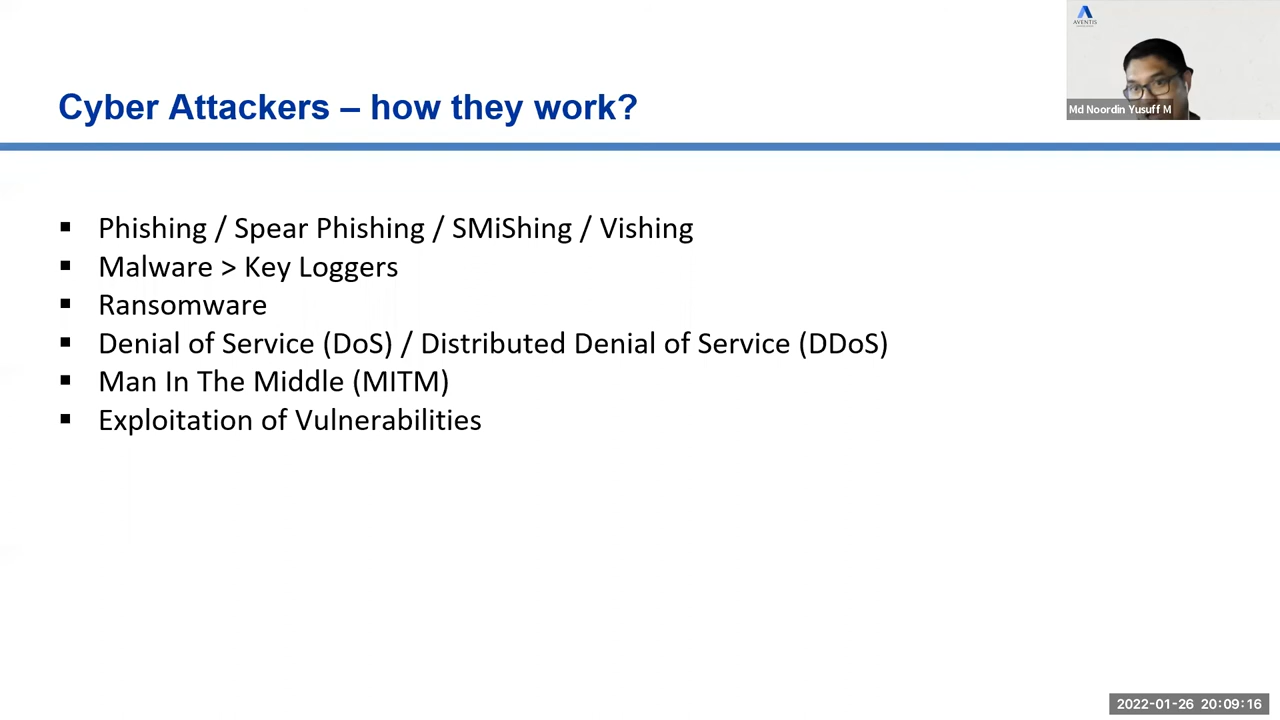 AVENTIS
Cyber Attackers – how they work?
Md Noordin Yusuff M
▪ Phishing / Spear Phishing / SMiShing / Vishing
▪ Malware > Key Loggers
▪ Ransomware
▪ Denial of Service (DoS) / Distributed Denial of Service (DDoS)
▪ Man In The Middle (MITM)
▪ Exploitation of Vulnerabilities
2022-01-26 20:09:16